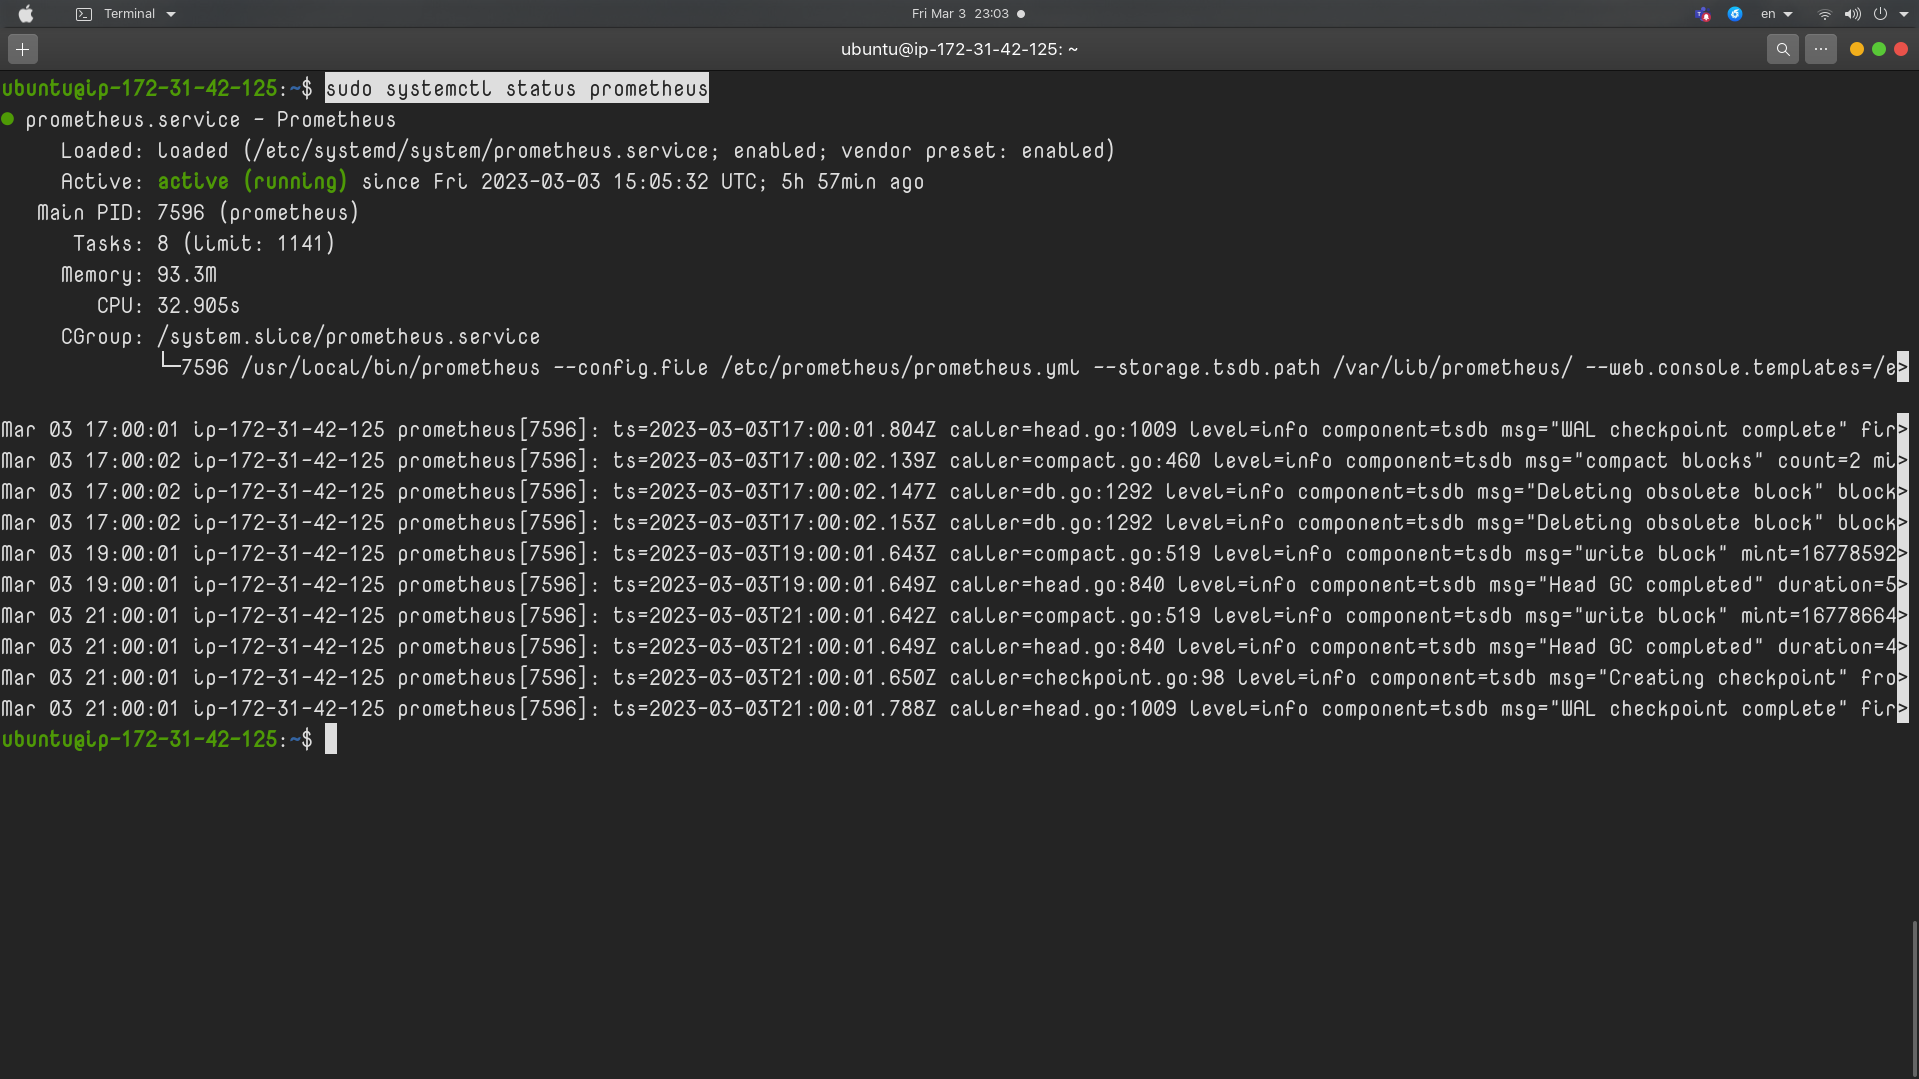 Terminal
Fri Mar 3 23:03
en
ubuntu@ip-172-31-42-125: ~
ubuntu@ip-172-31-42-125:~$ sudo systemctl status prometheus
● prometheus.service - Prometheus
Loaded: loaded (/etc/systemd/system/prometheus.service; enabled; vendor preset: enabled)
Active: active (running) since Fri 2023-03-03 15:05:32 UTC; 5h 57min ago
Main PID: 7596 (prometheus)
Tasks: 8 (limit: 1141)
Memory: 93.3M
CPU: 32.905s
CGroup: /system.slice/prometheus.service
└─7596 /usr/local/bin/prometheus --config.file /etc/prometheus/prometheus.yml --storage.tsdb.path /var/lib/prometheus/ --web.console.templates=/e>
Mar 03 17:00:01 ip-172-31-42-125 prometheus[7596]: ts=2023-03-03T17:00:01.804Z caller=head.go:1009 level=info component=tsdb msg="WAL checkpoint complete" fir>
Mar 03 17:00:02 ip-172-31-42-125 prometheus[7596]: ts=2023-03-03T17:00:02.139Z caller=compact.go:460 level=info component=tsdb msg="compact blocks" count=2 mi>
Mar 03 17:00:02 ip-172-31-42-125 prometheus[7596]: ts=2023-03-03T17:00:02.147Z caller=db.go:1292 level=info component=tsdb msg="Deleting obsolete block" block>
Mar 03 17:00:02 ip-172-31-42-125 prometheus[7596]: ts=2023-03-03T17:00:02.153Z caller=db.go:1292 level=info component=tsdb msg="Deleting obsolete block" block>
Mar 03 19:00:01 ip-172-31-42-125 prometheus[7596]: ts=2023-03-03T19:00:01.643Z caller=compact.go:519 level=info component=tsdb msg="write block" mint=16778592>
Mar 03 19:00:01 ip-172-31-42-125 prometheus[7596]: ts=2023-03-03T19:00:01.649Z caller=head.go:840 level=info component=tsdb msg="Head GC completed" duration=5>
Mar 03 21:00:01 ip-172-31-42-125 prometheus[7596]: ts=2023-03-03T21:00:01.642Z caller=compact.go:519 level=info component=tsdb msg="write block" mint=16778664>
Mar 03 21:00:01 ip-172-31-42-125 prometheus[7596]: ts=2023-03-03T21:00:01.649Z caller=head.go:840 level=info component=tsdb msg="Head GC completed" duration=4>
Mar 03 21:00:01 ip-172-31-42-125 prometheus[7596]: ts=2023-03-03T21:00:01.650Z caller=checkpoint.go:98 level=info component=tsdb msg="Creating checkpoint" fro>
Mar 03 21:00:01 ip-172-31-42-125 prometheus[7596]: ts=2023-03-03T21:00:01.788Z caller=head.go:1009 level=info component=tsdb msg="WAL checkpoint complete" fir>
ubuntu@ip-172-31-42-125:~$